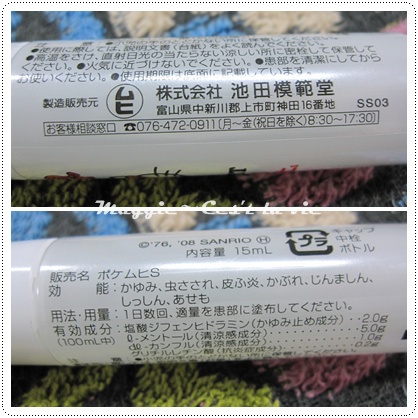 ●使用に際しては、説明文書（台紙）をよく読んでください。
●高温をさけ、直射日光の当たらない涼しい所に密栓して保管して
ください。●火気に近づけないでください。●患部を清潔にしてから
お使いください。●使用期限は底面に記載しています。
製造販売元 ムヒ 株式会社 池田模範堂
富山県中新川郡上市町神田16番地 SS03
お客様相談窓口 ☎076-472-0911(月～金(祝日を除く)8:30～17:30)
Maggie~ C'est la vie
©'76, '08 SANRIO Ⓗ
内容量 15mL
プラ
キャップ
中栓
ボトル
販売名 ポケムヒS
効 能:かゆみ、虫さされ、皮ふ炎、かぶれ、じんましん、
しっしん、あせも
用法・用量:1日数回、適量を患部に塗布してください。
有効成分:塩酸ジフェンヒドラミン(かゆみ止め成分)…2.0g
(100mL中) ℓ-メントール(清涼感成分)
dℓ-カンフル(清涼感成分)……1.0g
グリチルレチン酸(抗炎症成分)…0.2g